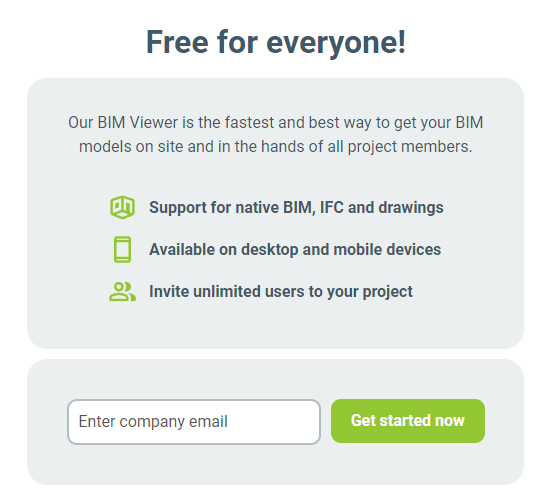 Free for everyone!
Our BIM Viewer is the fastest and best way to get your BIM
models on site and in the hands of all project members.
Support for native BIM, IFC and drawings
Available on desktop and mobile devices
Invite unlimited users to your project
Enter company email
Get started now